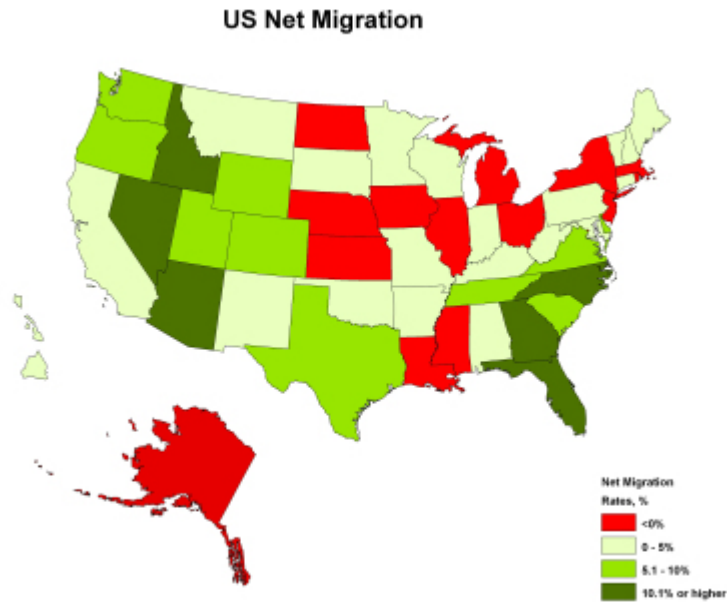 US Net Migration
Net Migration
Rates, %
<0%
0 - 5%
5.1 - 10%
10.1% or higher